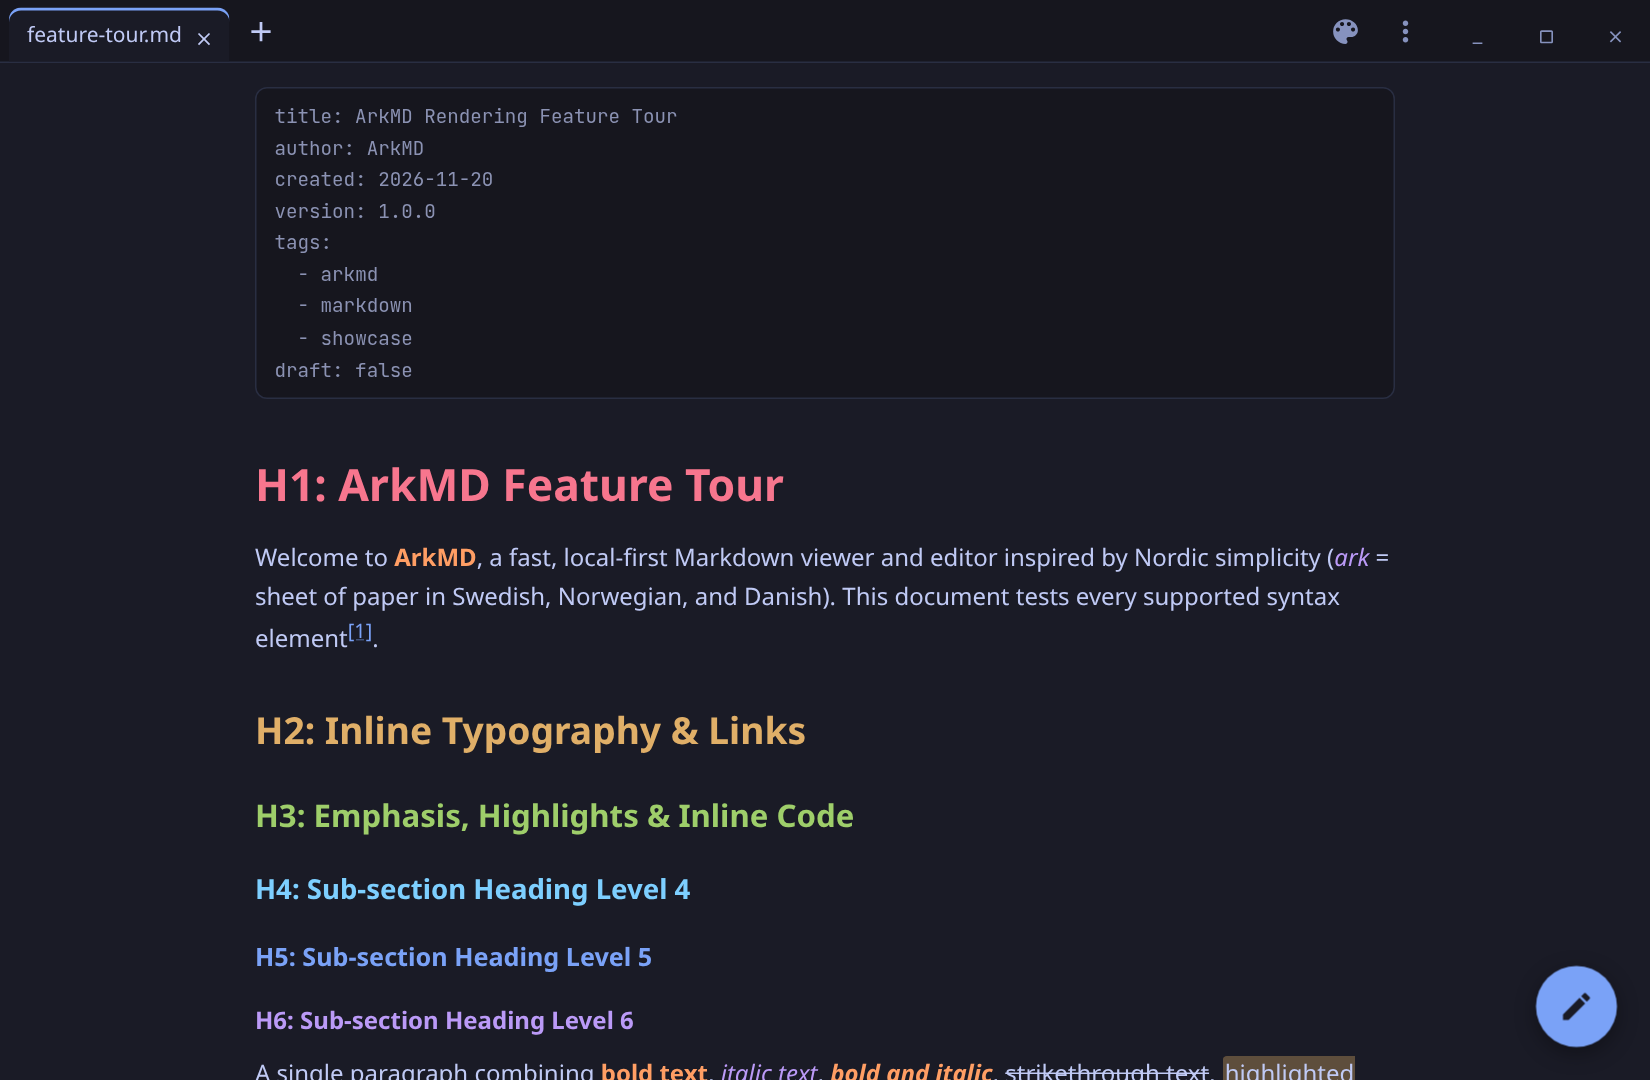 feature-tour.md
title: ArkMD Rendering Feature Tour
author: ArkMD
created: 2026-11-20
version: 1.0.0
tags:
  - arkmd
  - markdown
  - showcase
draft: false
H1: ArkMD Feature Tour
Welcome to ArkMD, a fast, local-first Markdown viewer and editor inspired by Nordic simplicity (ark =
sheet of paper in Swedish, Norwegian, and Danish). This document tests every supported syntax
element[1].
H2: Inline Typography & Links
H3: Emphasis, Highlights & Inline Code
H4: Sub-section Heading Level 4
H5: Sub-section Heading Level 5
H6: Sub-section Heading Level 6
A single paragraph combining bold text, italic text, bold and italic, strikethrough text, highlighted